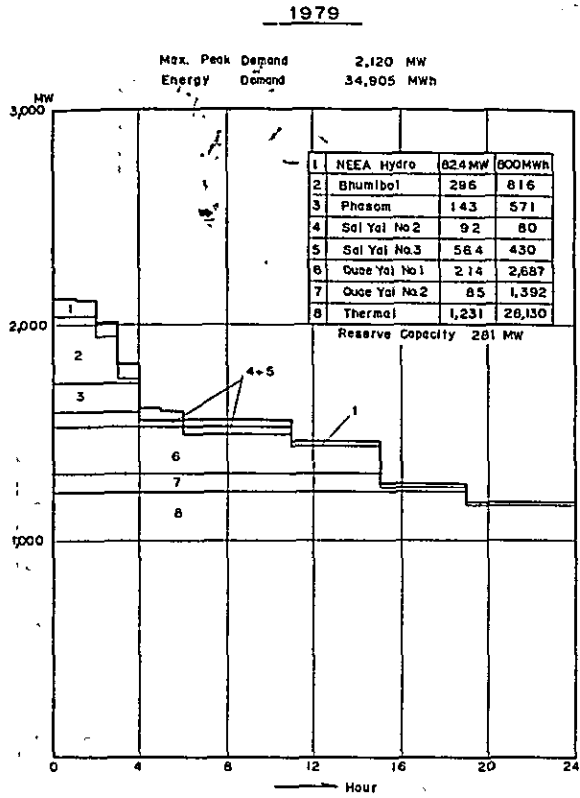 1979
Max. Peak Demand 2,120 MW
Energy Demand 34,905 MWh
MW
3,000
1 NEEA Hydro 82.4 MW 800 MWh
2 Bhumibol 296 816
3 Phasom 143 571
4 Sai Yai No.2 92 80
5 Sai Yai No.3 56.4 430
6 Quae Yai No.1 214 2,687
7 Quae Yai No.2 85 1,392
8 Thermal 1,231 28,130
Reserve Capacity 281 MW
1
2,000
2
4+5
3
1
6
7
8
1,000
0 4 8 12 16 20 24
Hour